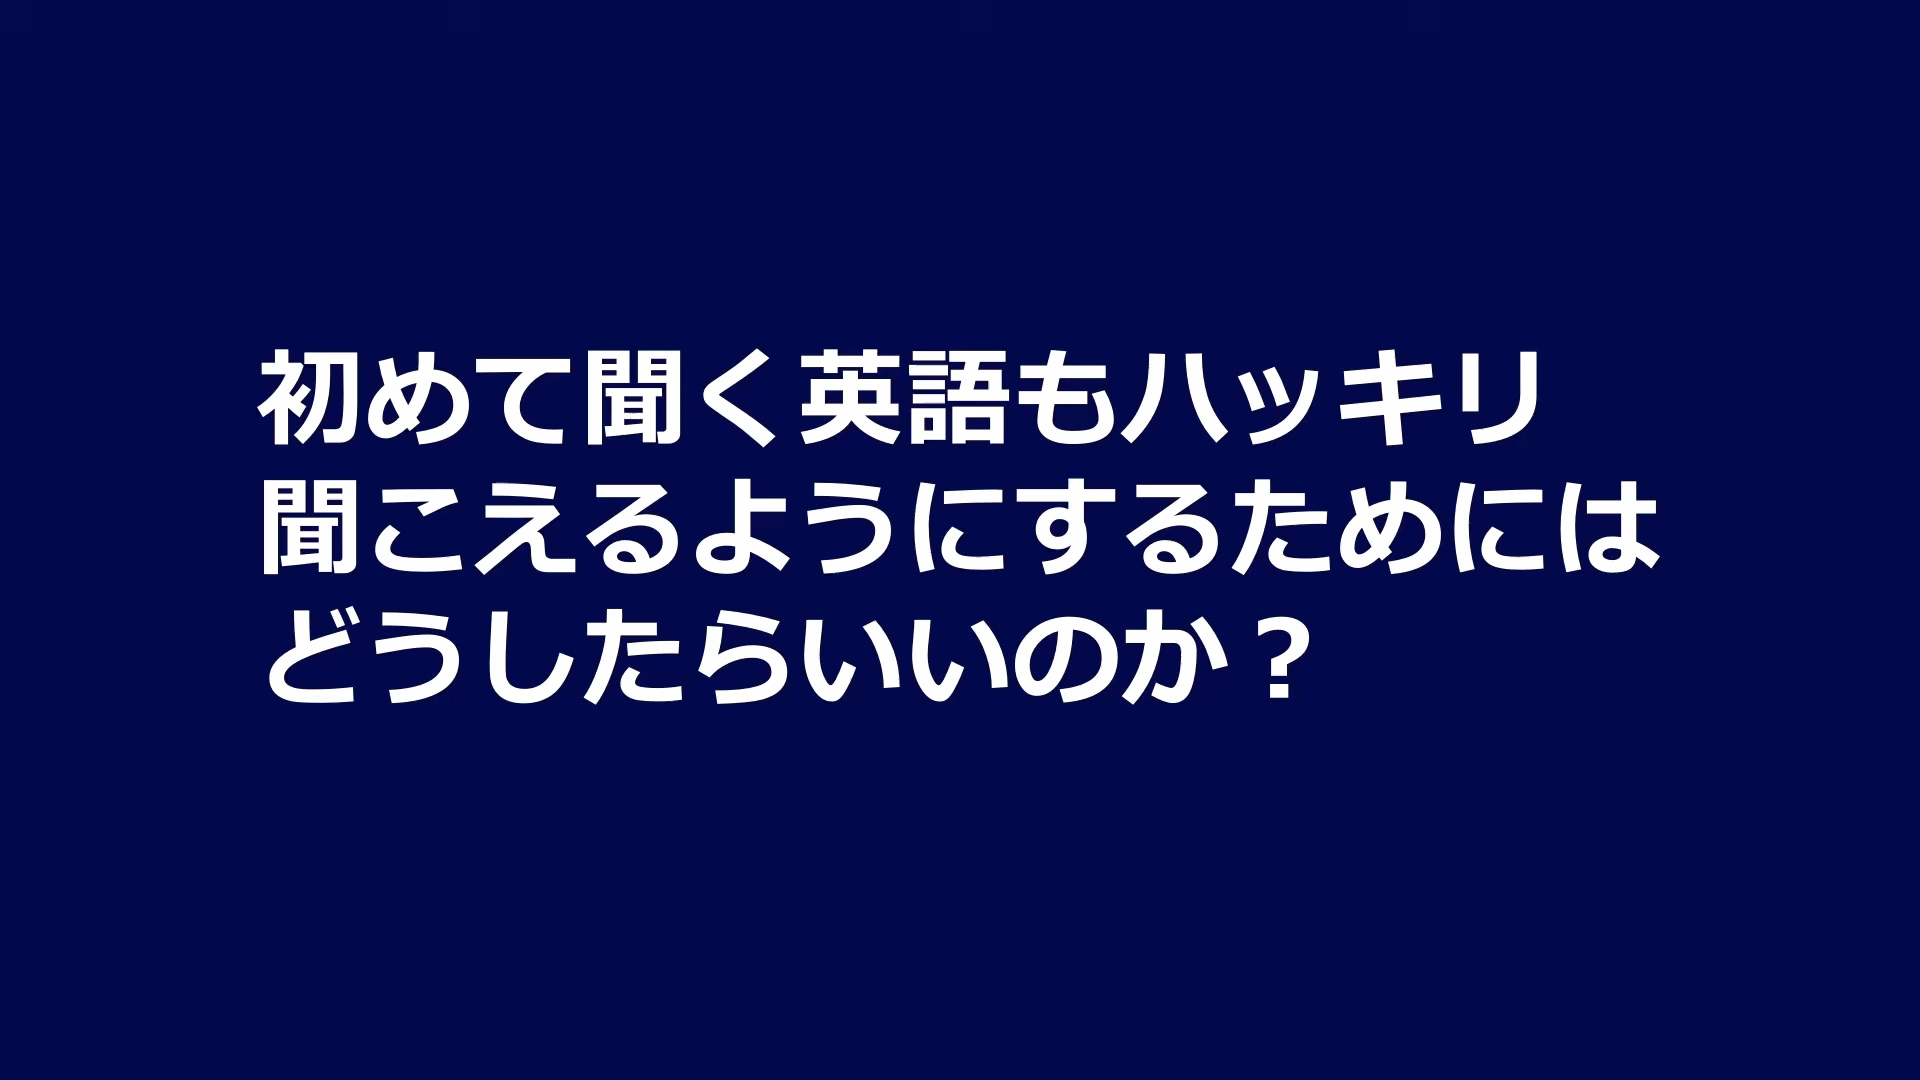 初めて聞く英語もハッキリ
聞こえるようにするためには
どうしたらいいのか？